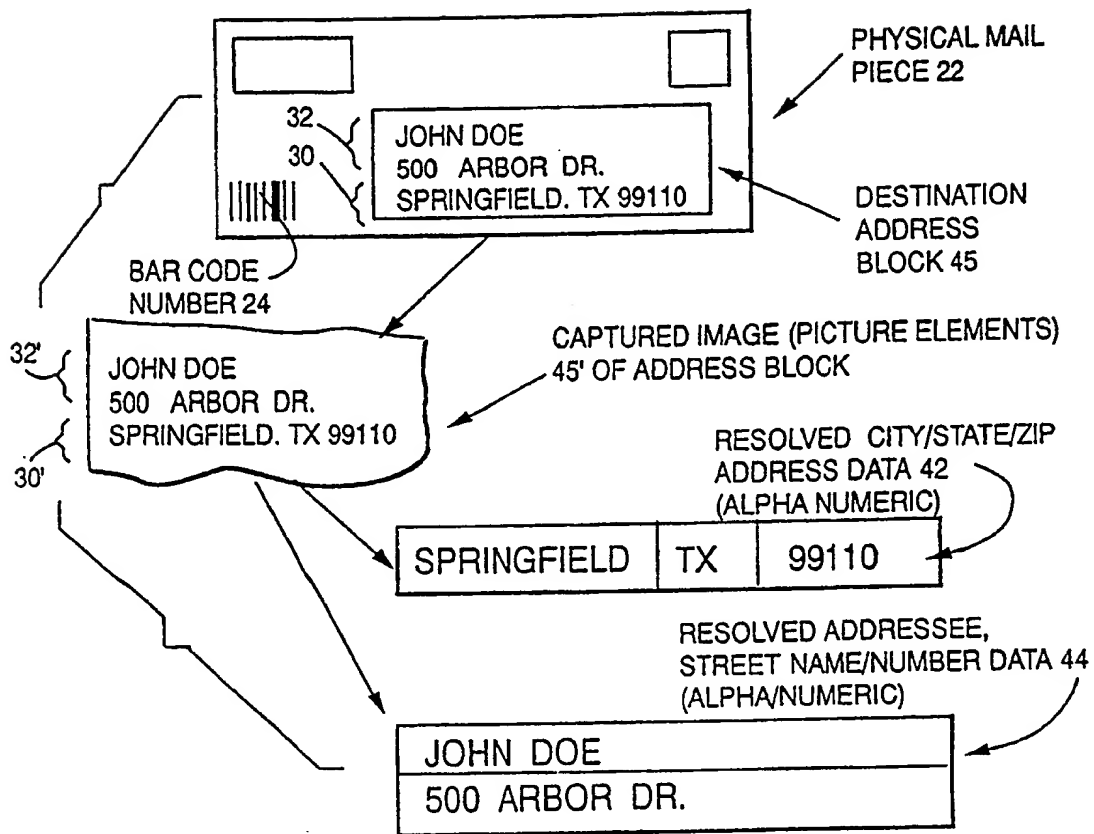 PHYSICAL MAIL
PIECE 22
32
30
JOHN DOE
500 ARBOR DR.
SPRINGFIELD. TX 99110
DESTINATION
ADDRESS
BLOCK 45
BAR CODE
NUMBER 24
32'
30'
JOHN DOE
500 ARBOR DR.
SPRINGFIELD. TX 99110
CAPTURED IMAGE (PICTURE ELEMENTS)
45' OF ADDRESS BLOCK
RESOLVED CITY/STATE/ZIP
ADDRESS DATA 42
(ALPHA NUMERIC)
SPRINGFIELD TX 99110
RESOLVED ADDRESSEE,
STREET NAME/NUMBER DATA 44
(ALPHA/NUMERIC)
JOHN DOE
500 ARBOR DR.